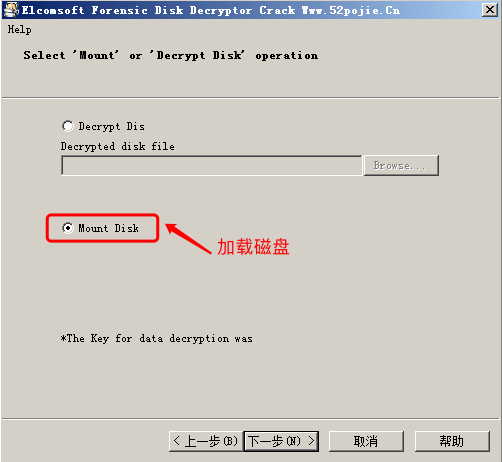 Elcomsoft Forensic Disk Decryptor Crack Www.52pojie.Cn
Help
Select 'Mount' or 'Decrypt Disk' operation
Decrypt Dis
Decrypted disk file
Browse...
Mount Disk
加载磁盘
*The Key for data decryption was
< 上一步(B) 下一步(N) > 取消 帮助